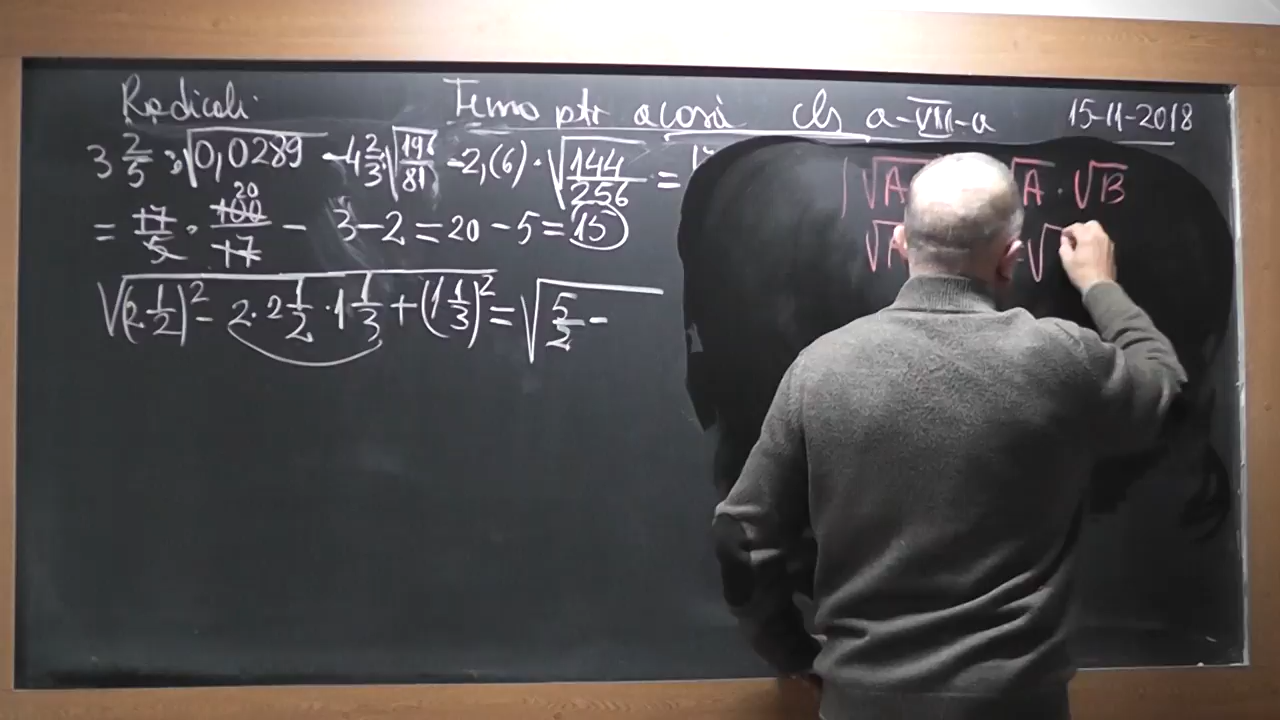 Radicali Tema ptr acasă cls a-VIII-a 15-11-2018
3 2/5 : √0,0289 - 4 2/3 : √(196/81) - 2,(6) · √(144/256) =
= 17/5 · 100/17 20 - 3 - 2 = 20 - 5 = 15
√((2 · 1/2)² - 2 · 2 1/2 · 1 1/3 + (1 1/3)²) = √(5/2 -
√A √A · √B
√A √